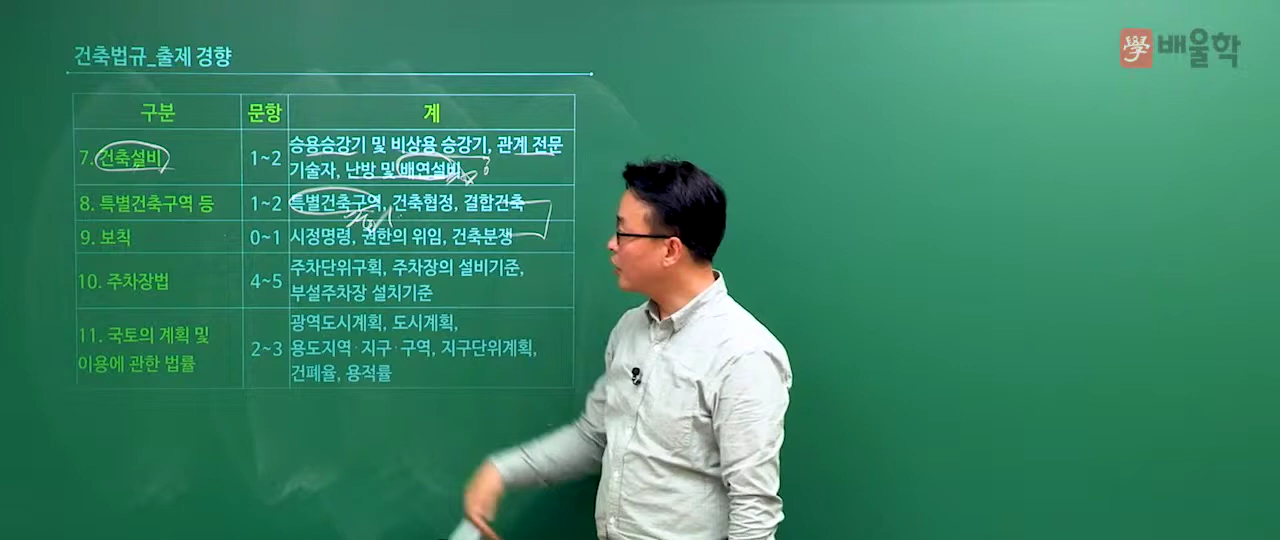 건축법규_출제 경향
學 배울학
구분 문항 계
7. 건축설비 1~2 승용승강기 및 비상용 승강기, 관계 전문
기술자, 난방 및 배연설비
8. 특별건축구역 등 1~2 특별건축구역, 건축협정, 결합건축
9. 보칙 0~1 시정명령, 권한의 위임, 건축분쟁
10. 주차장법 4~5 주차단위구획, 주차장의 설비기준,
부설주차장 설치기준
11. 국토의 계획 및
이용에 관한 법률 2~3 광역도시계획, 도시계획,
용도지역·지구·구역, 지구단위계획,
건폐율, 용적률